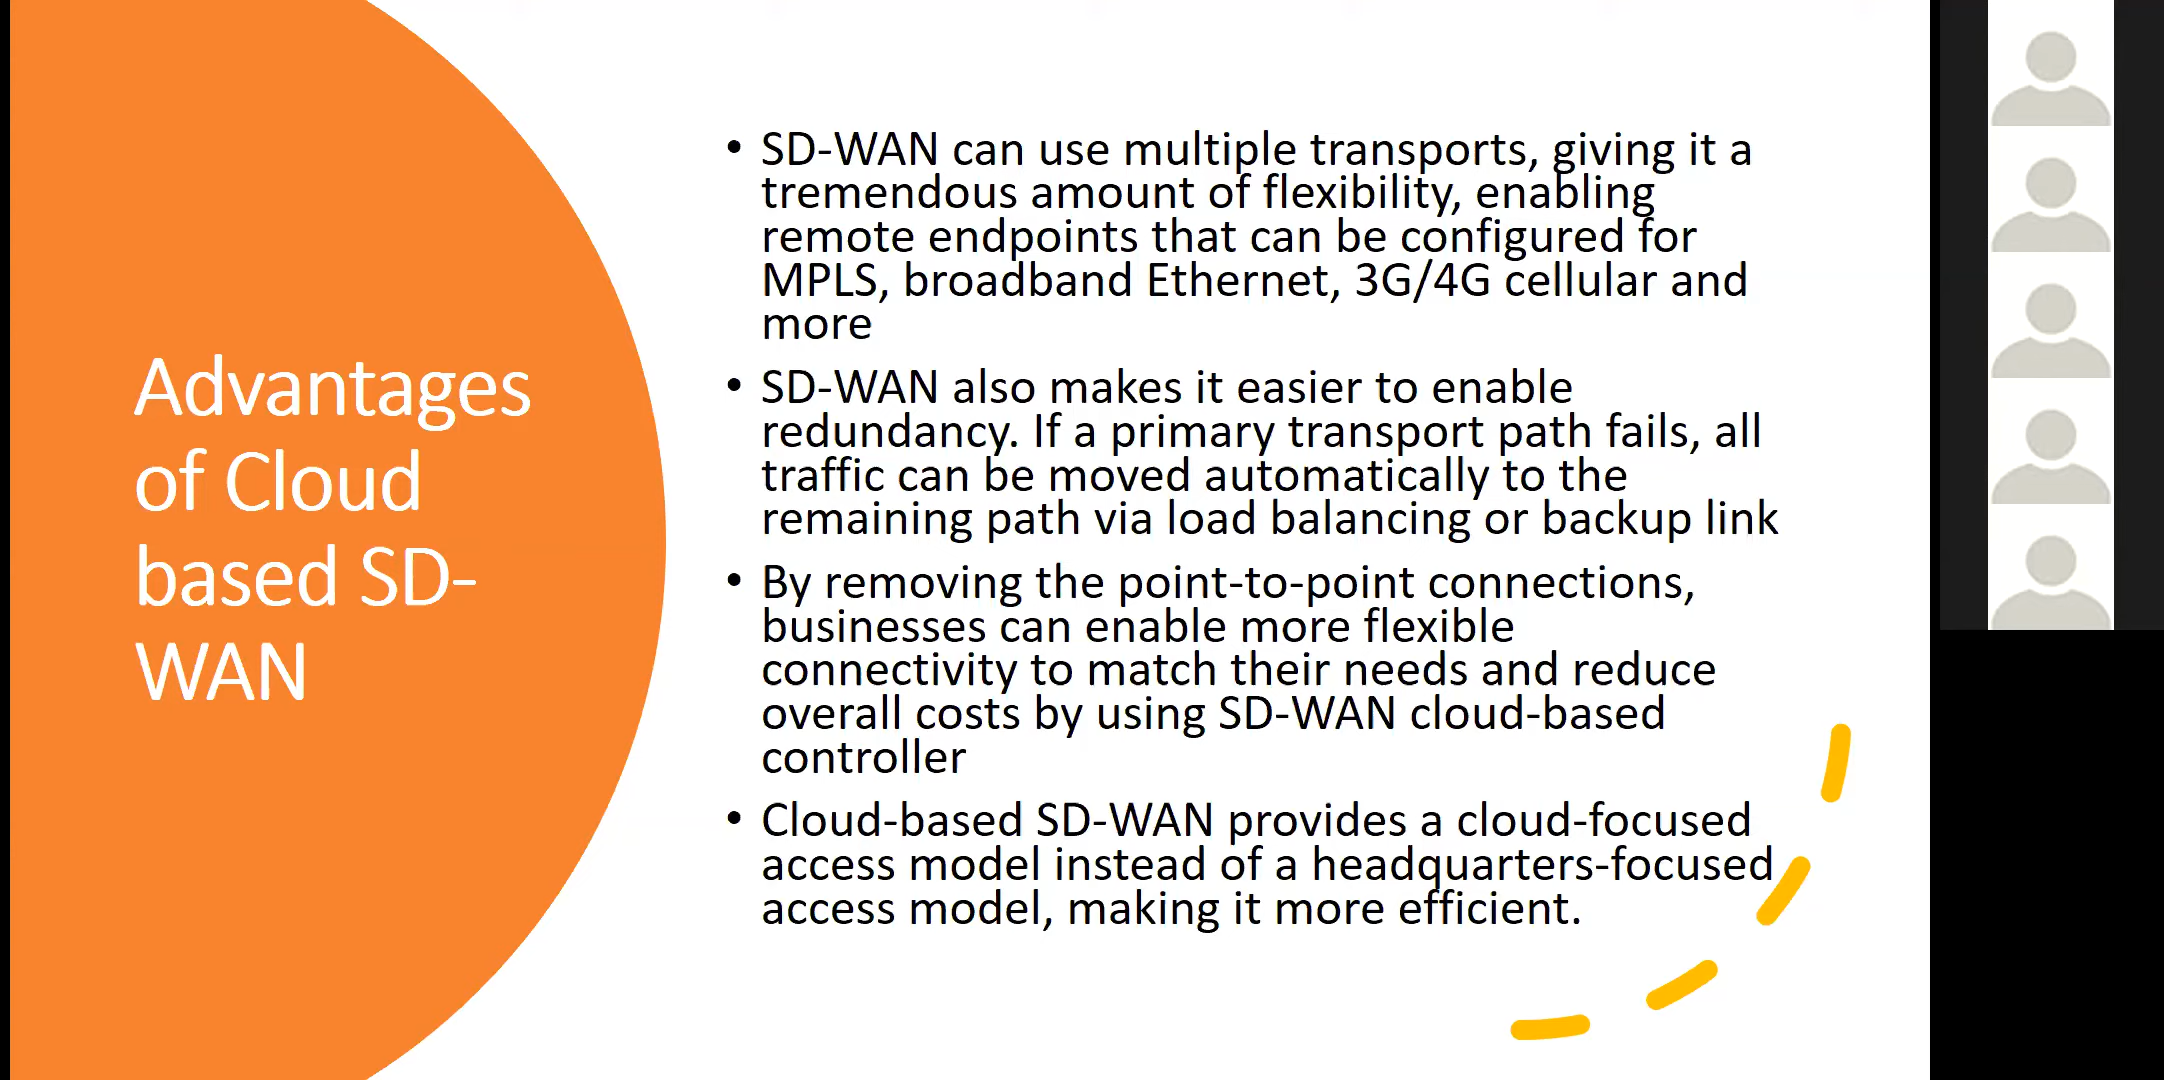 Advantages
of Cloud
based SD-
WAN
• SD-WAN can use multiple transports, giving it a
tremendous amount of flexibility, enabling
remote endpoints that can be configured for
MPLS, broadband Ethernet, 3G/4G cellular and
more
• SD-WAN also makes it easier to enable
redundancy. If a primary transport path fails, all
traffic can be moved automatically to the
remaining path via load balancing or backup link
• By removing the point-to-point connections,
businesses can enable more flexible
connectivity to match their needs and reduce
overall costs by using SD-WAN cloud-based
controller
• Cloud-based SD-WAN provides a cloud-focused
access model instead of a headquarters-focused
access model, making it more efficient.